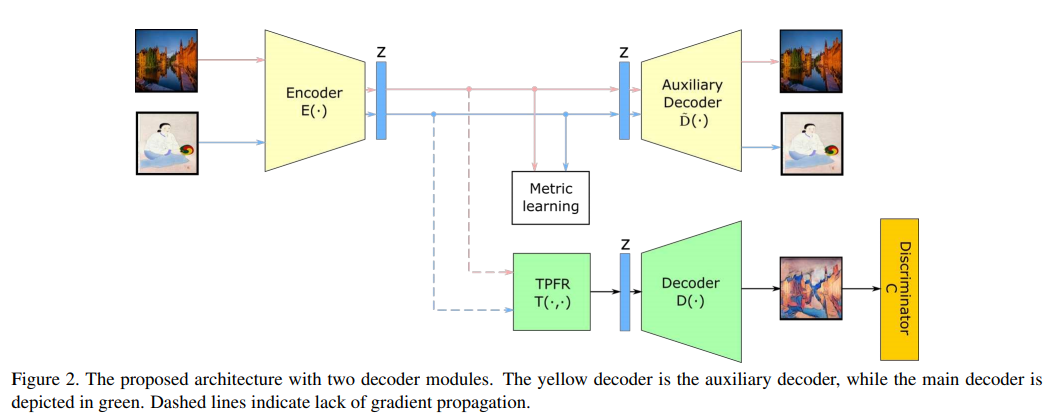 Z
Z
Encoder
E(·)
Auxiliary
Decoder
D̂(·)
Metric
learning
Z
TPFR
T(·,·)
Decoder
D(·)
Discriminator
C
Figure 2. The proposed architecture with two decoder modules. The yellow decoder is the auxiliary decoder, while the main decoder is
depicted in green. Dashed lines indicate lack of gradient propagation.